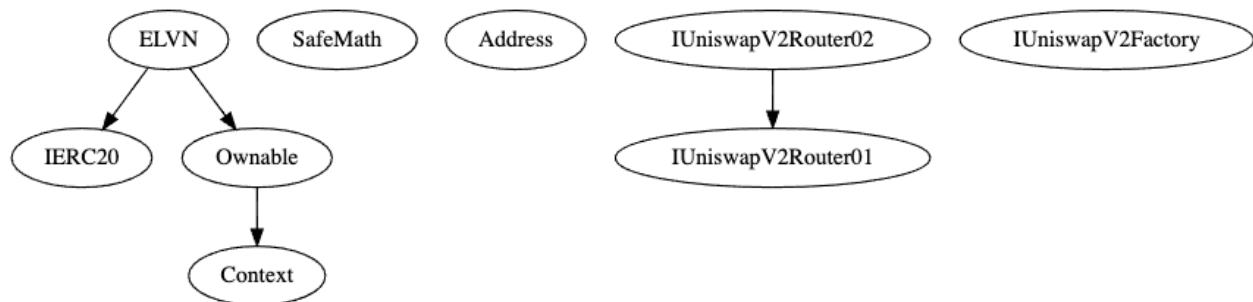 ELVN
SafeMath
Address
IUniswapV2Router02
IUniswapV2Factory
IERC20
Ownable
IUniswapV2Router01
Context